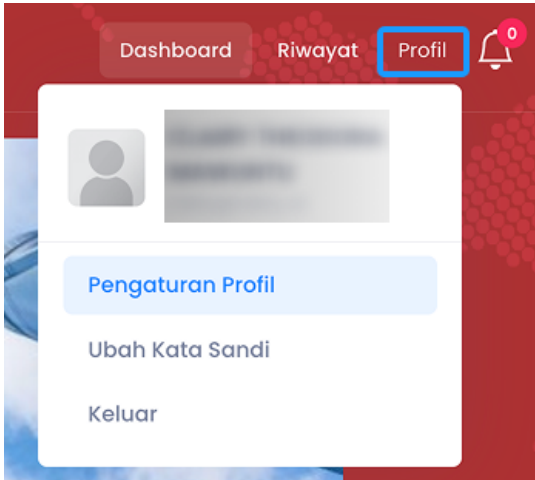 Dashboard Riwayat Profil 0
Pengaturan Profil
Ubah Kata Sandi
Keluar